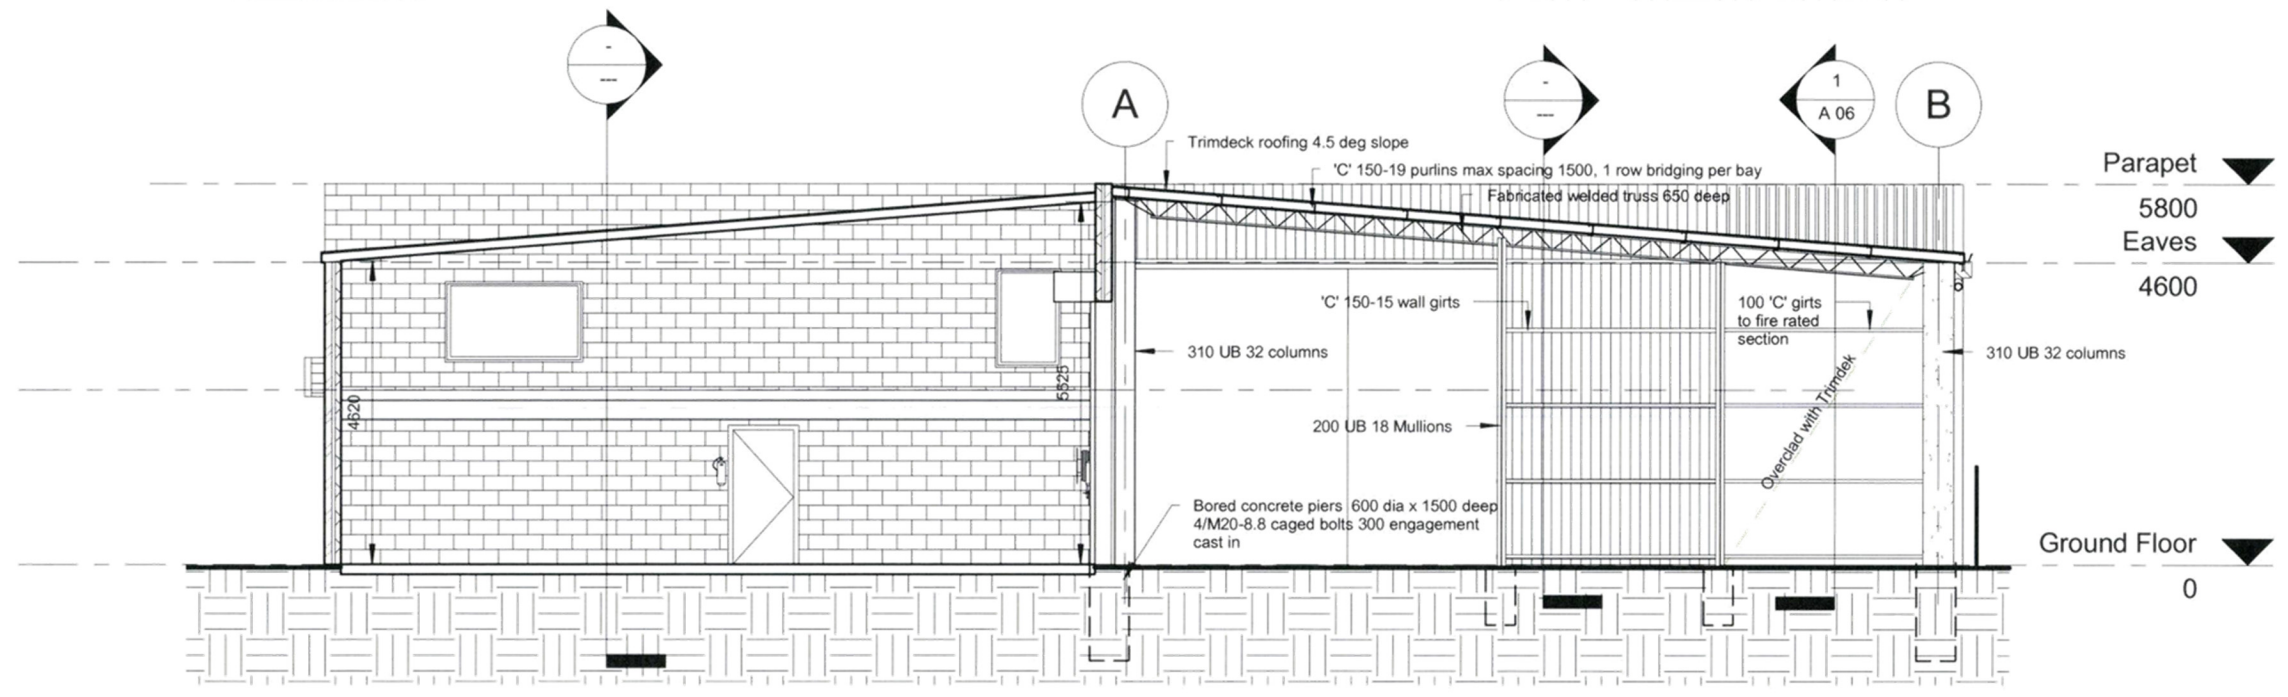 -
---
A
-
---
1
A 06
B
Trimdeck roofing 4.5 deg slope
'C' 150-19 purlins max spacing 1500, 1 row bridging per bay
Fabricated welded truss 650 deep
Parapet
5800
Eaves
4600
'C' 150-15 wall girts
100 'C' girts
to fire rated
section
310 UB 32 columns
310 UB 32 columns
4620
5525
Overclad with Trimdek
200 UB 18 Mullions
Bored concrete piers 600 dia x 1500 deep
4/M20-8.8 caged bolts 300 engagement
cast in
Ground Floor
0